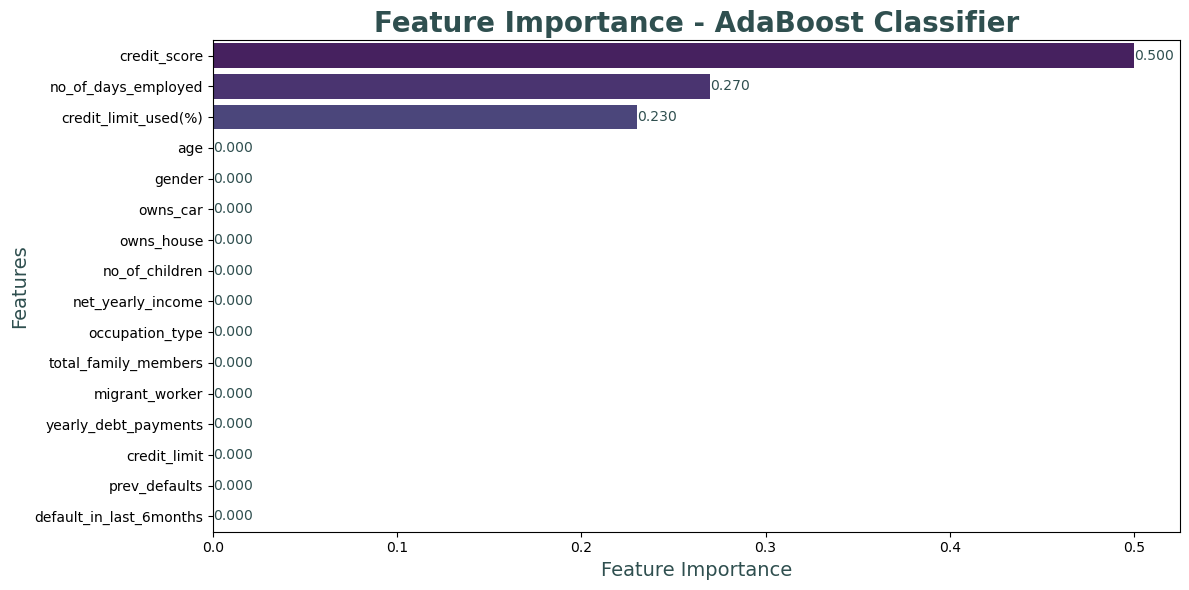 Feature Importance - AdaBoost Classifier
credit_score 0.500
no_of_days_employed 0.270
credit_limit_used(%) 0.230
age 0.000
gender 0.000
owns_car 0.000
owns_house 0.000
no_of_children 0.000
net_yearly_income 0.000
occupation_type 0.000
total_family_members 0.000
migrant_worker 0.000
yearly_debt_payments 0.000
credit_limit 0.000
prev_defaults 0.000
default_in_last_6months 0.000
Features
0.0 0.1 0.2 0.3 0.4 0.5
Feature Importance